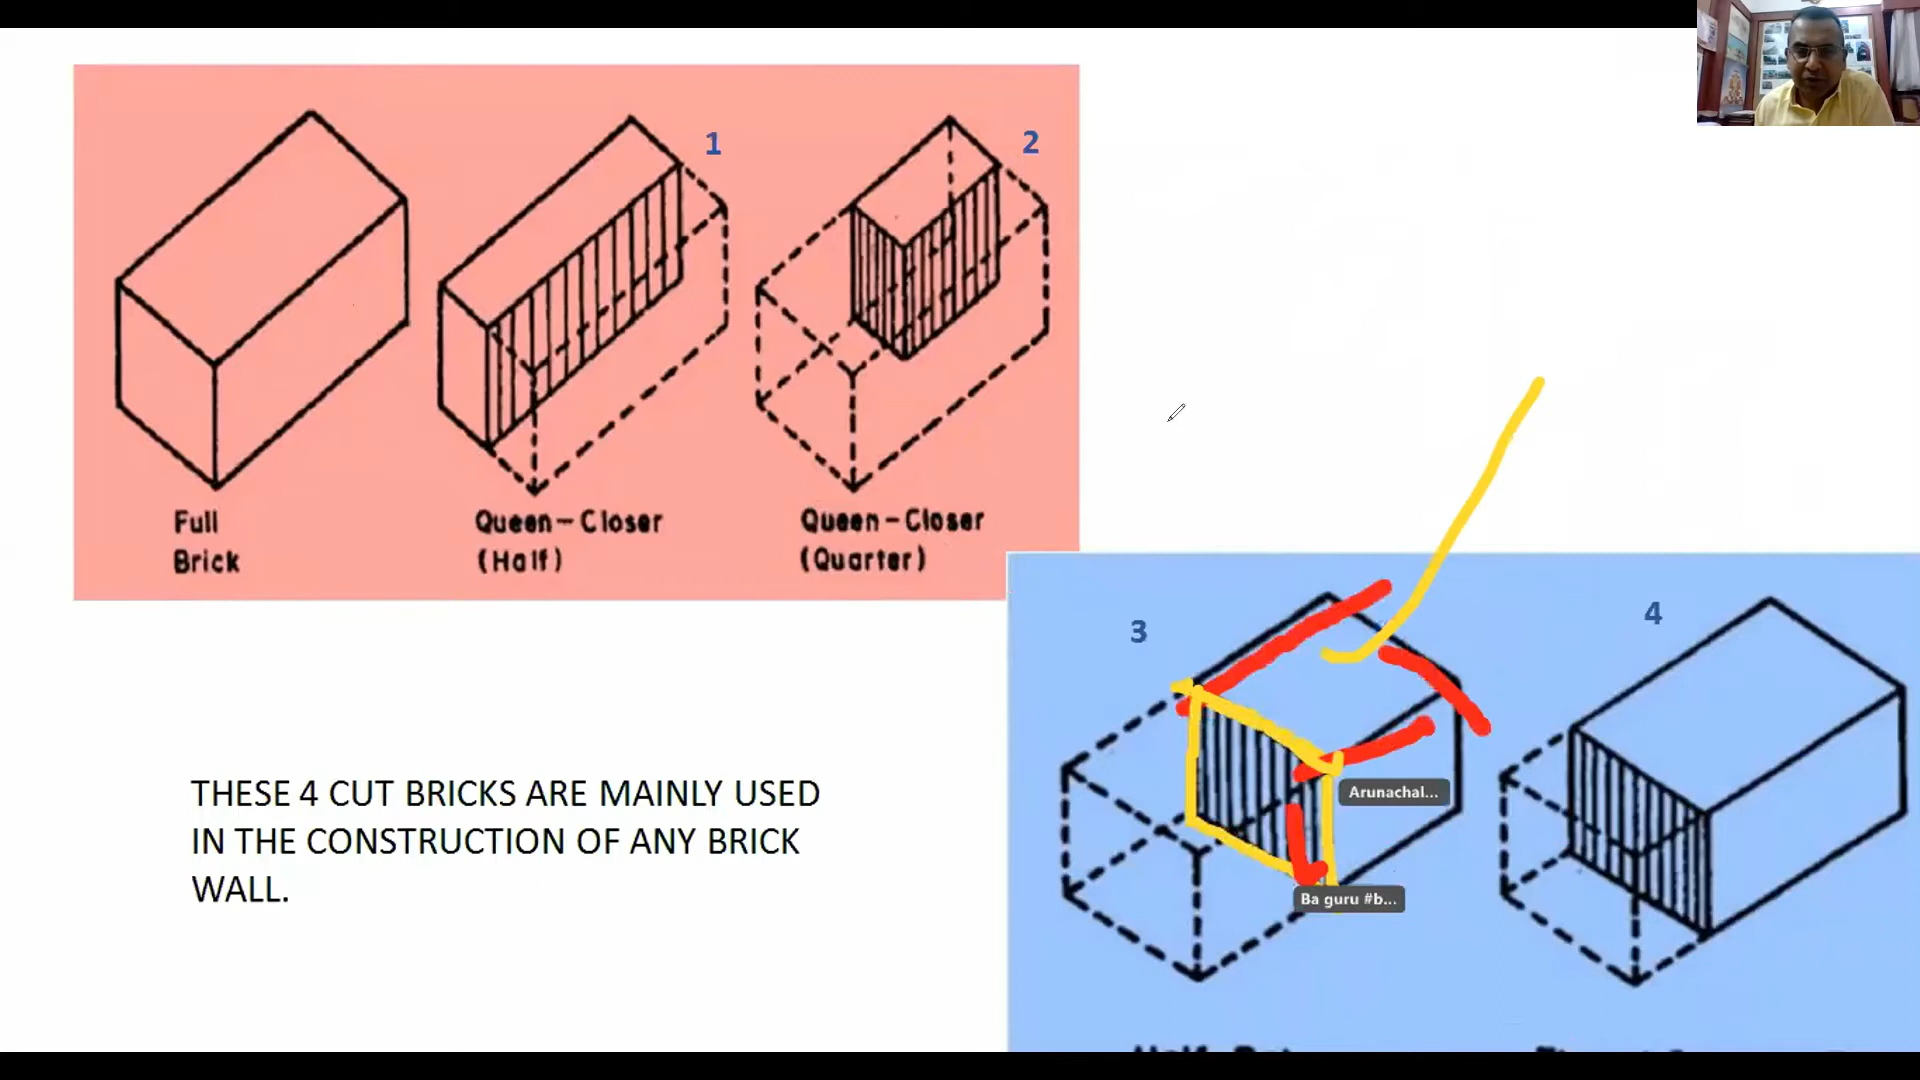 1
2
Full
Brick
Queen-Closer
(Half)
Queen-Closer
(Quarter)
3
4
Arunachal...
Ba guru #b...
THESE 4 CUT BRICKS ARE MAINLY USED
IN THE CONSTRUCTION OF ANY BRICK
WALL.